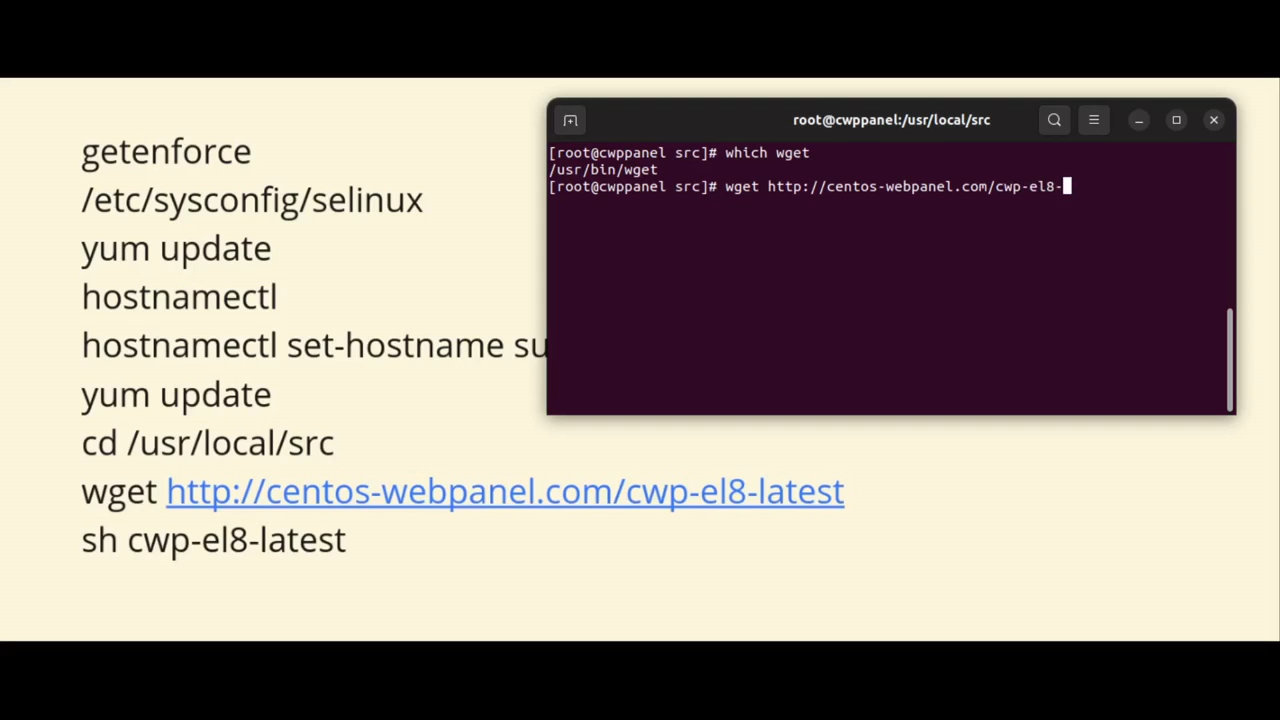 getenforce
/etc/sysconfig/selinux
yum update
hostnamectl
hostnamectl set-hostname su
yum update
cd /usr/local/src
wget http://centos-webpanel.com/cwp-el8-latest
sh cwp-el8-latest
root@cwppanel:/usr/local/src
[root@cwppanel src]# which wget
/usr/bin/wget
[root@cwppanel src]# wget http://centos-webpanel.com/cwp-el8-